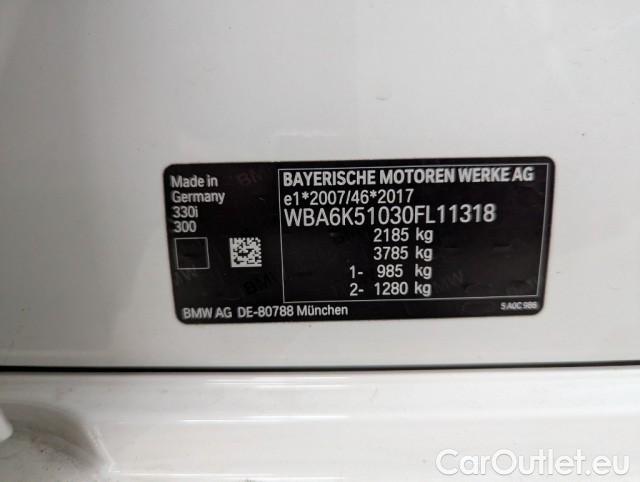 Made in
Germany
330i
300
BAYERISCHE MOTOREN WERKE AG
e1*2007/46*2017
WBA6K51030FL11318
2185 kg
3785 kg
1- 985 kg
2- 1280 kg
BMW AG DE-80788 München
CarOutlet.eu